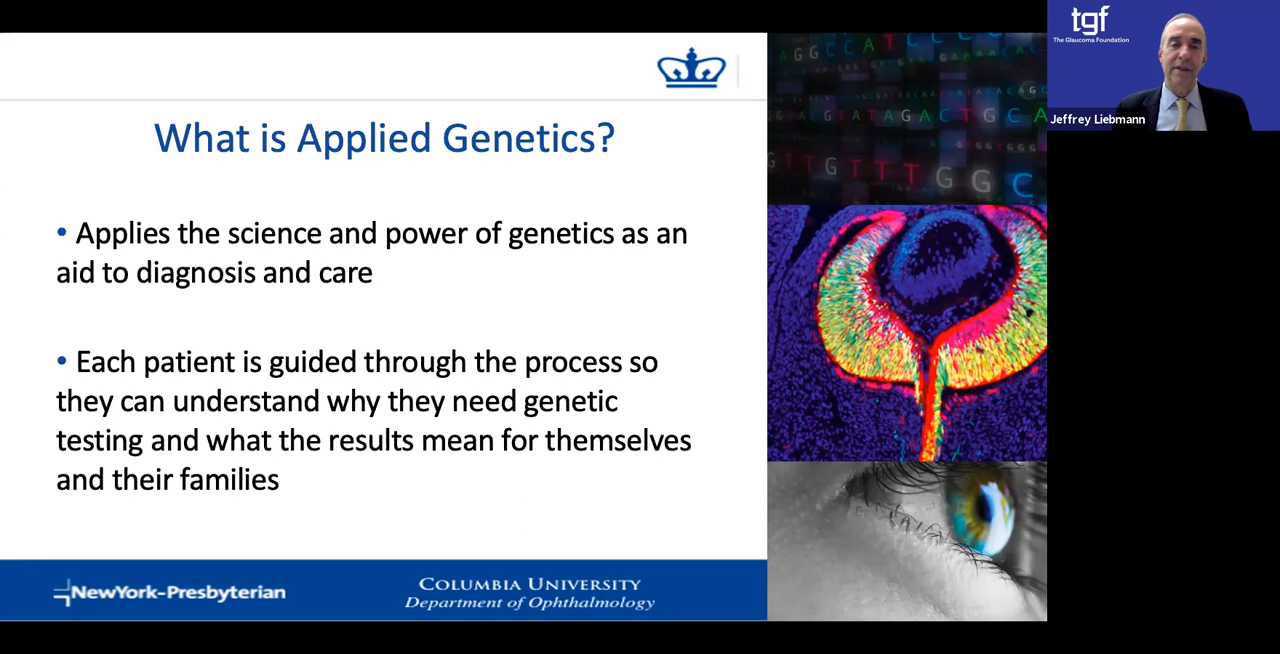 What is Applied Genetics?
• Applies the science and power of genetics as an
aid to diagnosis and care
• Each patient is guided through the process so
they can understand why they need genetic
testing and what the results mean for themselves
and their families
NewYork-Presbyterian
COLUMBIA UNIVERSITY
Department of Ophthalmology
AGGCCATCCCC
AGACTGCA
GTTGTTTGGC
tgf
The Glaucoma Foundation
Jeffrey Liebmann